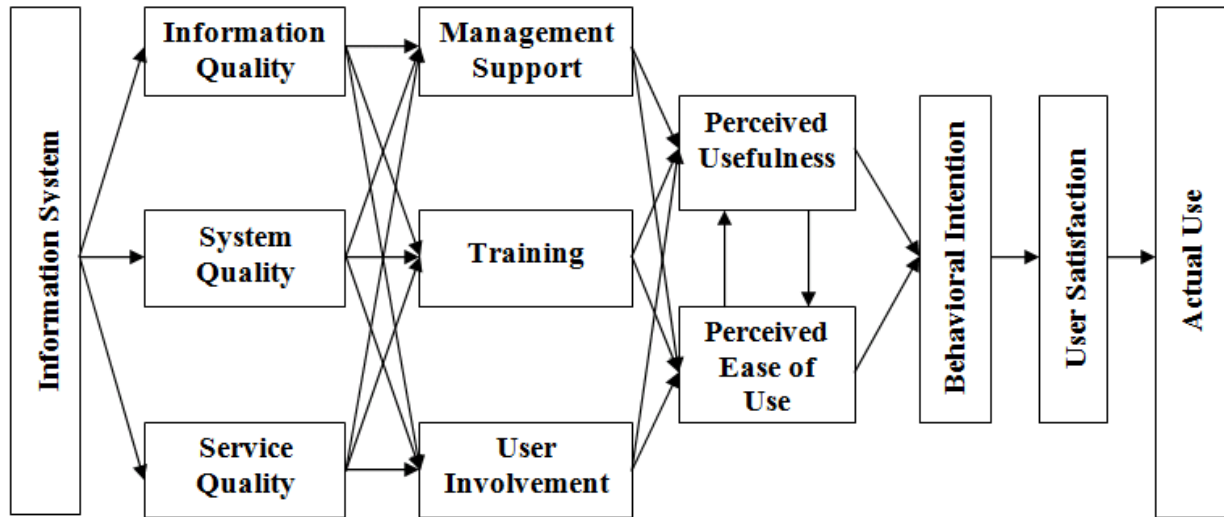 Information System
Information
Quality
System
Quality
Service
Quality
Management
Support
Training
User
Involvement
Perceived
Usefulness
Perceived
Ease of
Use
Behavioral Intention
User Satisfaction
Actual Use